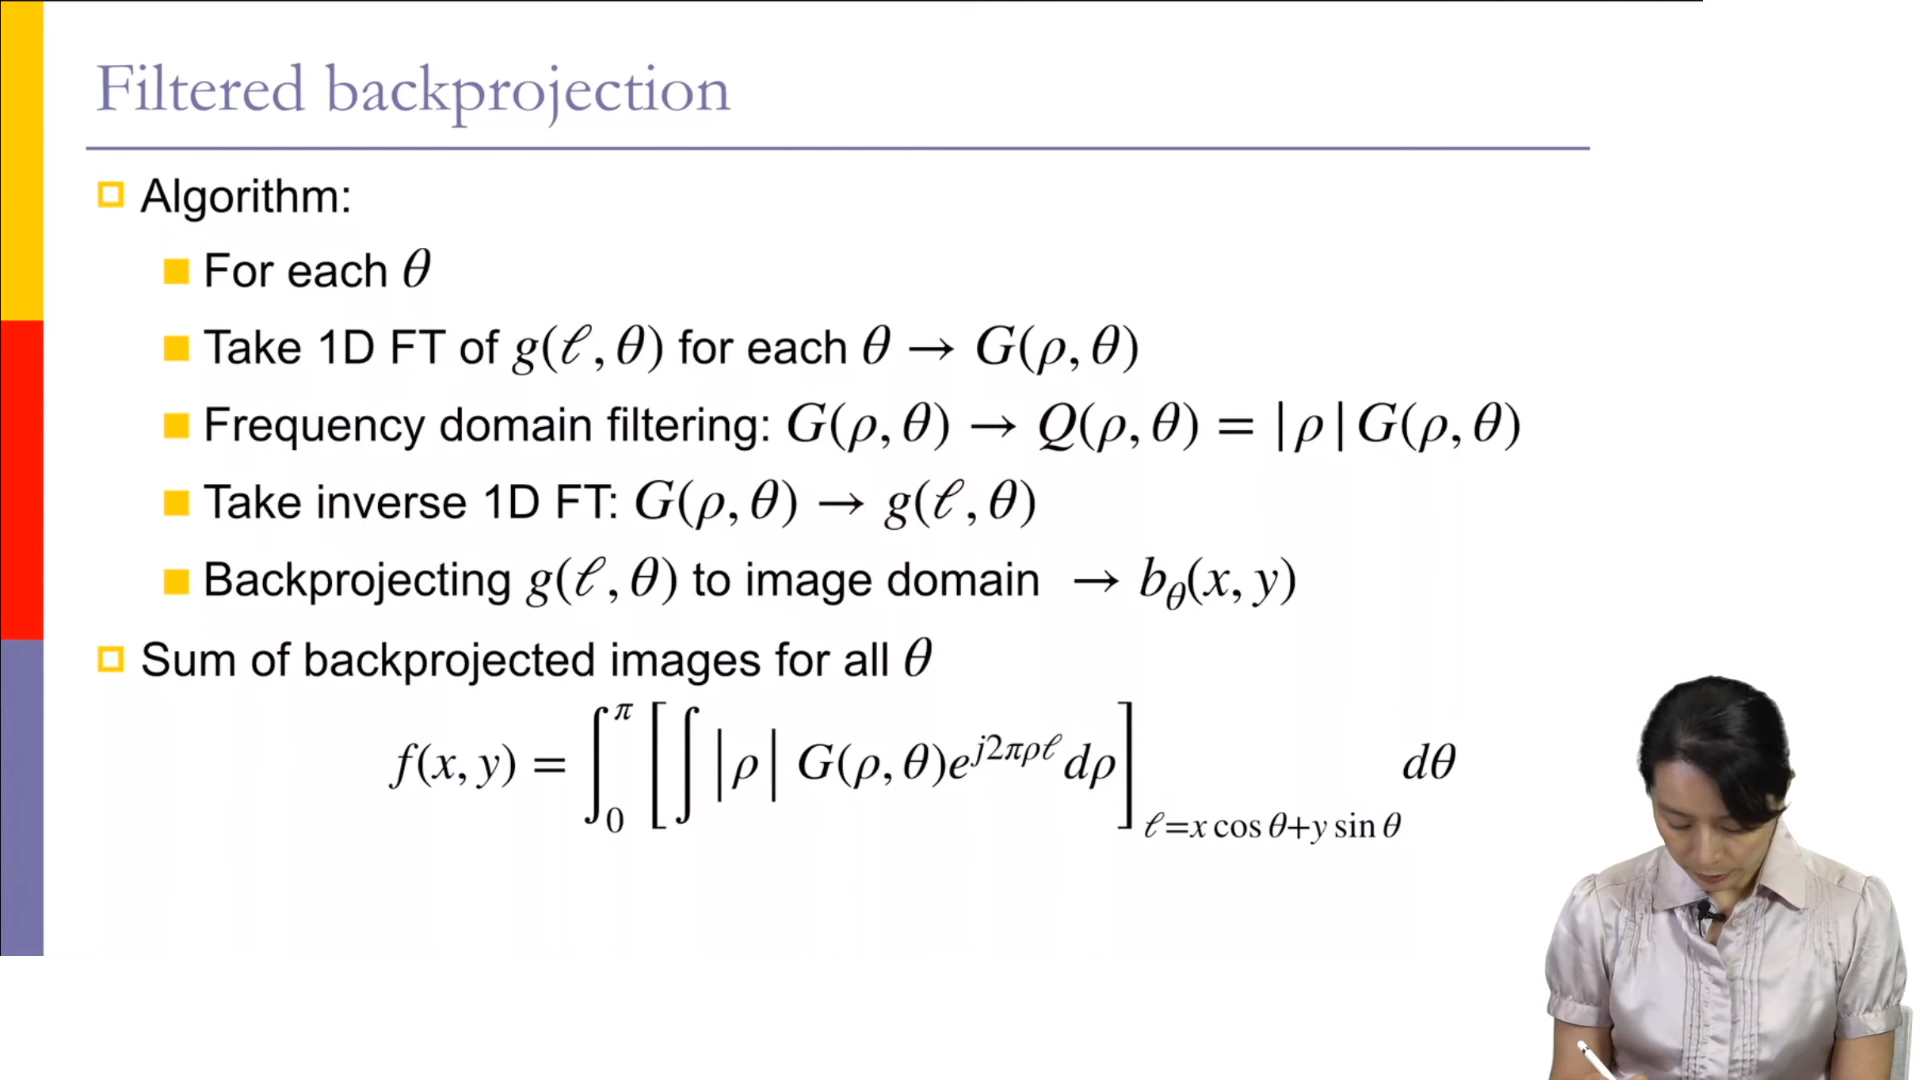 Filtered backprojection
Algorithm:
For each θ
Take 1D FT of g(ℓ, θ) for each θ → G(ρ, θ)
Frequency domain filtering: G(ρ, θ) → Q(ρ, θ) = |ρ| G(ρ, θ)
Take inverse 1D FT: G(ρ, θ) → g(ℓ, θ)
Backprojecting g(ℓ, θ) to image domain → b_θ(x, y)
Sum of backprojected images for all θ
f(x, y) = ∫_0^π [∫ |ρ| G(ρ, θ)e^{j2πρℓ} dρ]_{ℓ=x cos θ+y sin θ} dθ